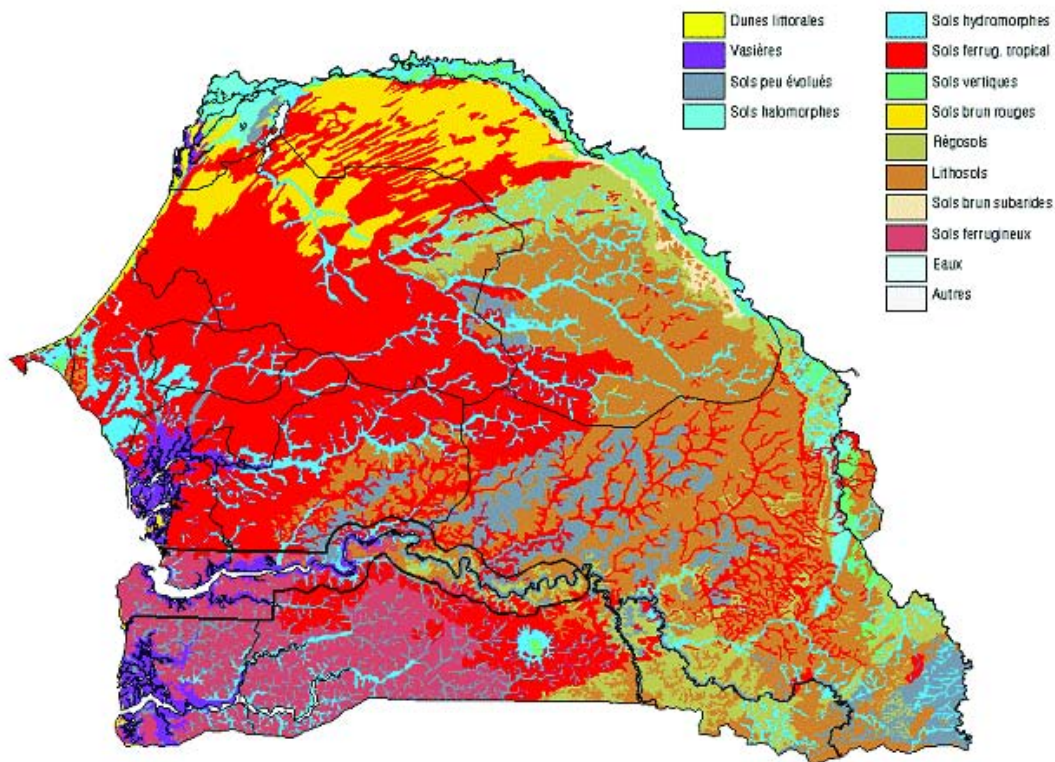 Dunes littorales
Vasières
Sols peu évolués
Sols halomorphes
Sols hydromorphes
Sols ferrug. tropical
Sols vertiques
Sols brun rouges
Régosols
Lithosols
Sols brun subarides
Sols ferrugineux
Eaux
Autres